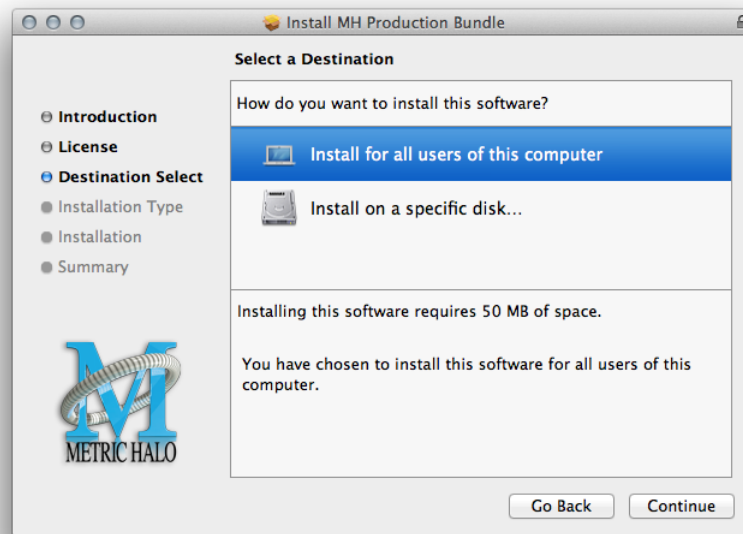 Install MH Production Bundle
Select a Destination
Introduction
License
Destination Select
Installation Type
Installation
Summary
How do you want to install this software?
Install for all users of this computer
Install on a specific disk...
Installing this software requires 50 MB of space.
You have chosen to install this software for all users of this
computer.
M
METRIC HALO
Go Back
Continue